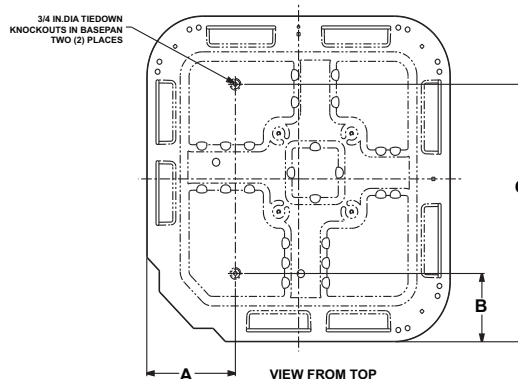 3/4 IN.DIA TIEDOWN
KNOCKOUTS IN BASEPAN
TWO (2) PLACES
B
A
VIEW FROM TOP